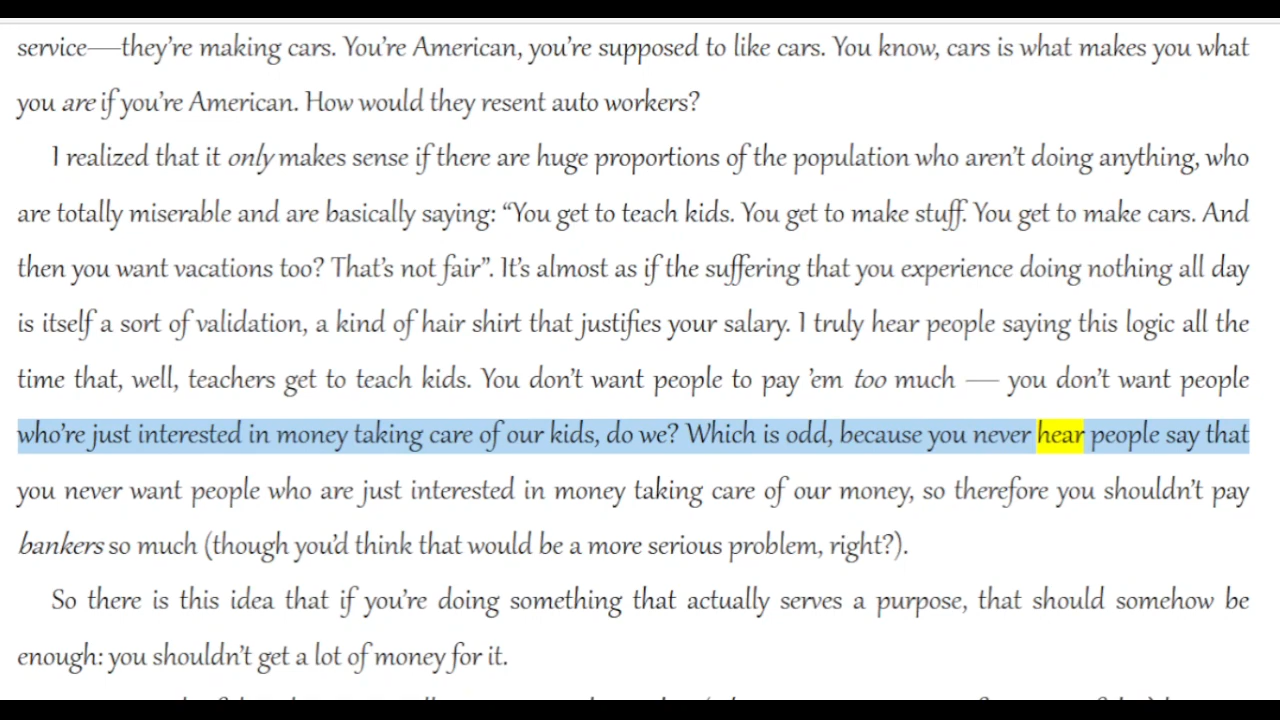 service—they're making cars. You're American, you're supposed to like cars. You know, cars is what makes you what
you are if you're American. How would they resent auto workers?
I realized that it only makes sense if there are huge proportions of the population who aren't doing anything, who
are totally miserable and are basically saying: “You get to teach kids. You get to make stuff. You get to make cars. And
then you want vacations too? That's not fair”. It's almost as if the suffering that you experience doing nothing all day
is itself a sort of validation, a kind of hair shirt that justifies your salary. I truly hear people saying this logic all the
time that, well, teachers get to teach kids. You don't want people to pay 'em too much — you don't want people
who're just interested in money taking care of our kids, do we? Which is odd, because you never hear people say that
you never want people who are just interested in money taking care of our money, so therefore you shouldn't pay
bankers so much (though you'd think that would be a more serious problem, right?).
So there is this idea that if you're doing something that actually serves a purpose, that should somehow be
enough: you shouldn't get a lot of money for it.